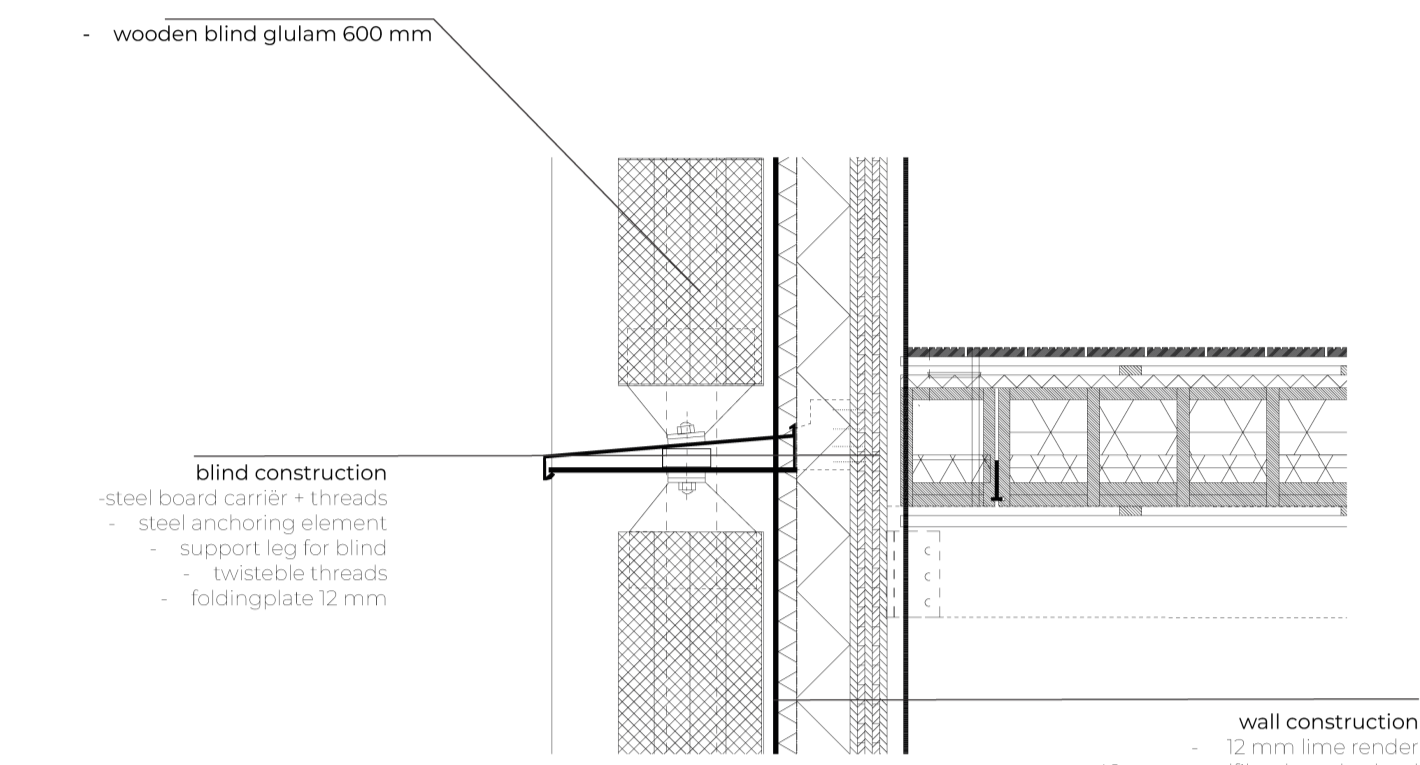 - wooden blind glulam 600 mm
blind construction
-steel board carriër + threads
- steel anchoring element
- support leg for blind
- twisteble threads
- foldingplate 12 mm
wall construction
- 12 mm lime render